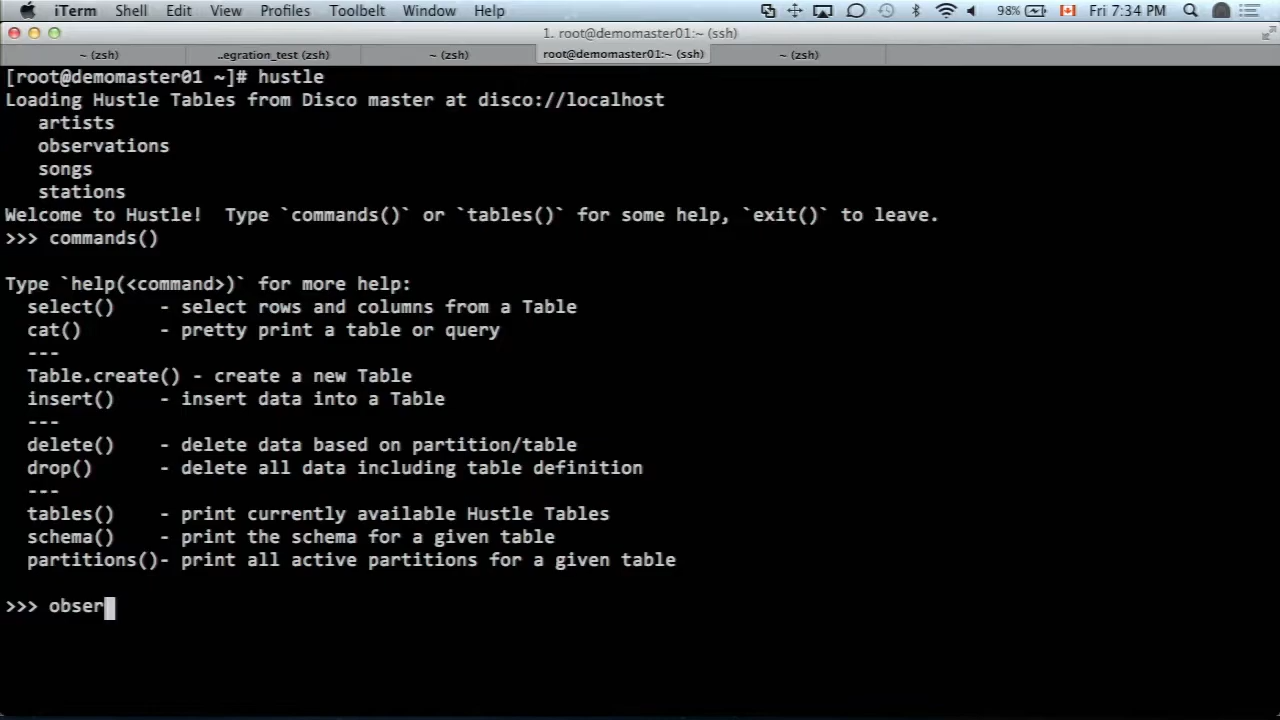 iTerm Shell Edit View Profiles Toolbelt Window Help 98% Fri 7:34 PM
1. root@demomaster01:~ (ssh)
~ (zsh) ..egration_test (zsh) ~ (zsh) root@demomaster01:~ (ssh) ~ (zsh)
[root@demomaster01 ~]# hustle
Loading Hustle Tables from Disco master at disco://localhost
artists
observations
songs
stations
Welcome to Hustle!  Type `commands()` or `tables()` for some help, `exit()` to leave.
>>> commands()
Type `help(<command>)` for more help:
select()    - select rows and columns from a Table
cat()       - pretty print a table or query
---
Table.create() - create a new Table
insert()    - insert data into a Table
---
delete()    - delete data based on partition/table
drop()      - delete all data including table definition
---
tables()    - print currently available Hustle Tables
schema()    - print the schema for a given table
partitions()- print all active partitions for a given table
>>> obser